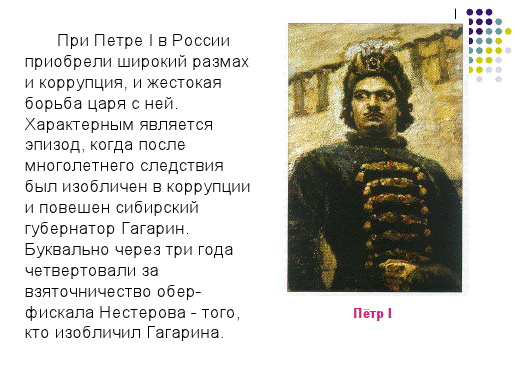 При Петре I в России
приобрели широкий размах
и коррупция, и жестокая
борьба царя с ней.
Характерным является
эпизод, когда после
многолетнего следствия
был изобличен в коррупции
и повешен сибирский
губернатор Гагарин.
Буквально через три года
четвертовали за
взяточничество обер-
фискала Нестерова - того,
кто изобличил Гагарина.
Пётр I